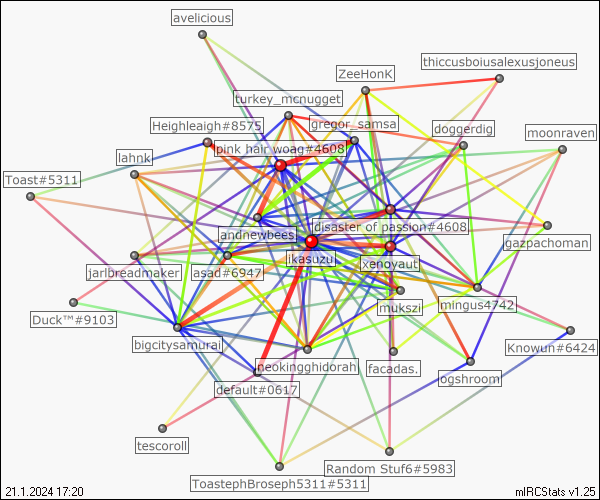 avelicious
thiccusboiusalexusjoneus
ZeeHonK
turkey_mcnugget
gregor_samsa
Heighleigh#8575
doggerdig
moonraven
pink hair woag#4608
lahnk
Toast#5311
disaster of passion#4608
andnewbees
gazpachoman
likasuzu
xenoyaut
jarlbreadmaker
asad#6947
mukszi
mingus4742
Duck™#9103
bigcitysamurai
Knowun#6424
neokingghidorah
facadas.
ogshroom
default#0617
tescoroll
Random Stuf6#5983
ToastephBroseph5311#5311
21.1.2024 17:20
mIRCStats v1.25